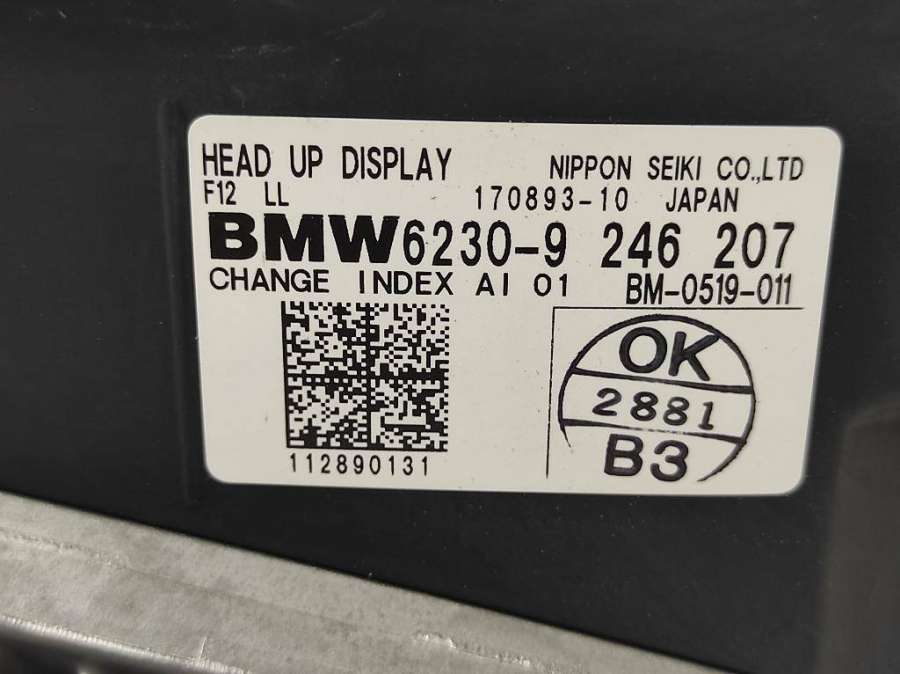 HEAD UP DISPLAY NIPPON SEIKI CO.,LTD
F12 LL 170893-10 JAPAN
BMW6230-9 246 207
CHANGE INDEX AI 01 BM-0519-011
OK
2881
B3
112890131